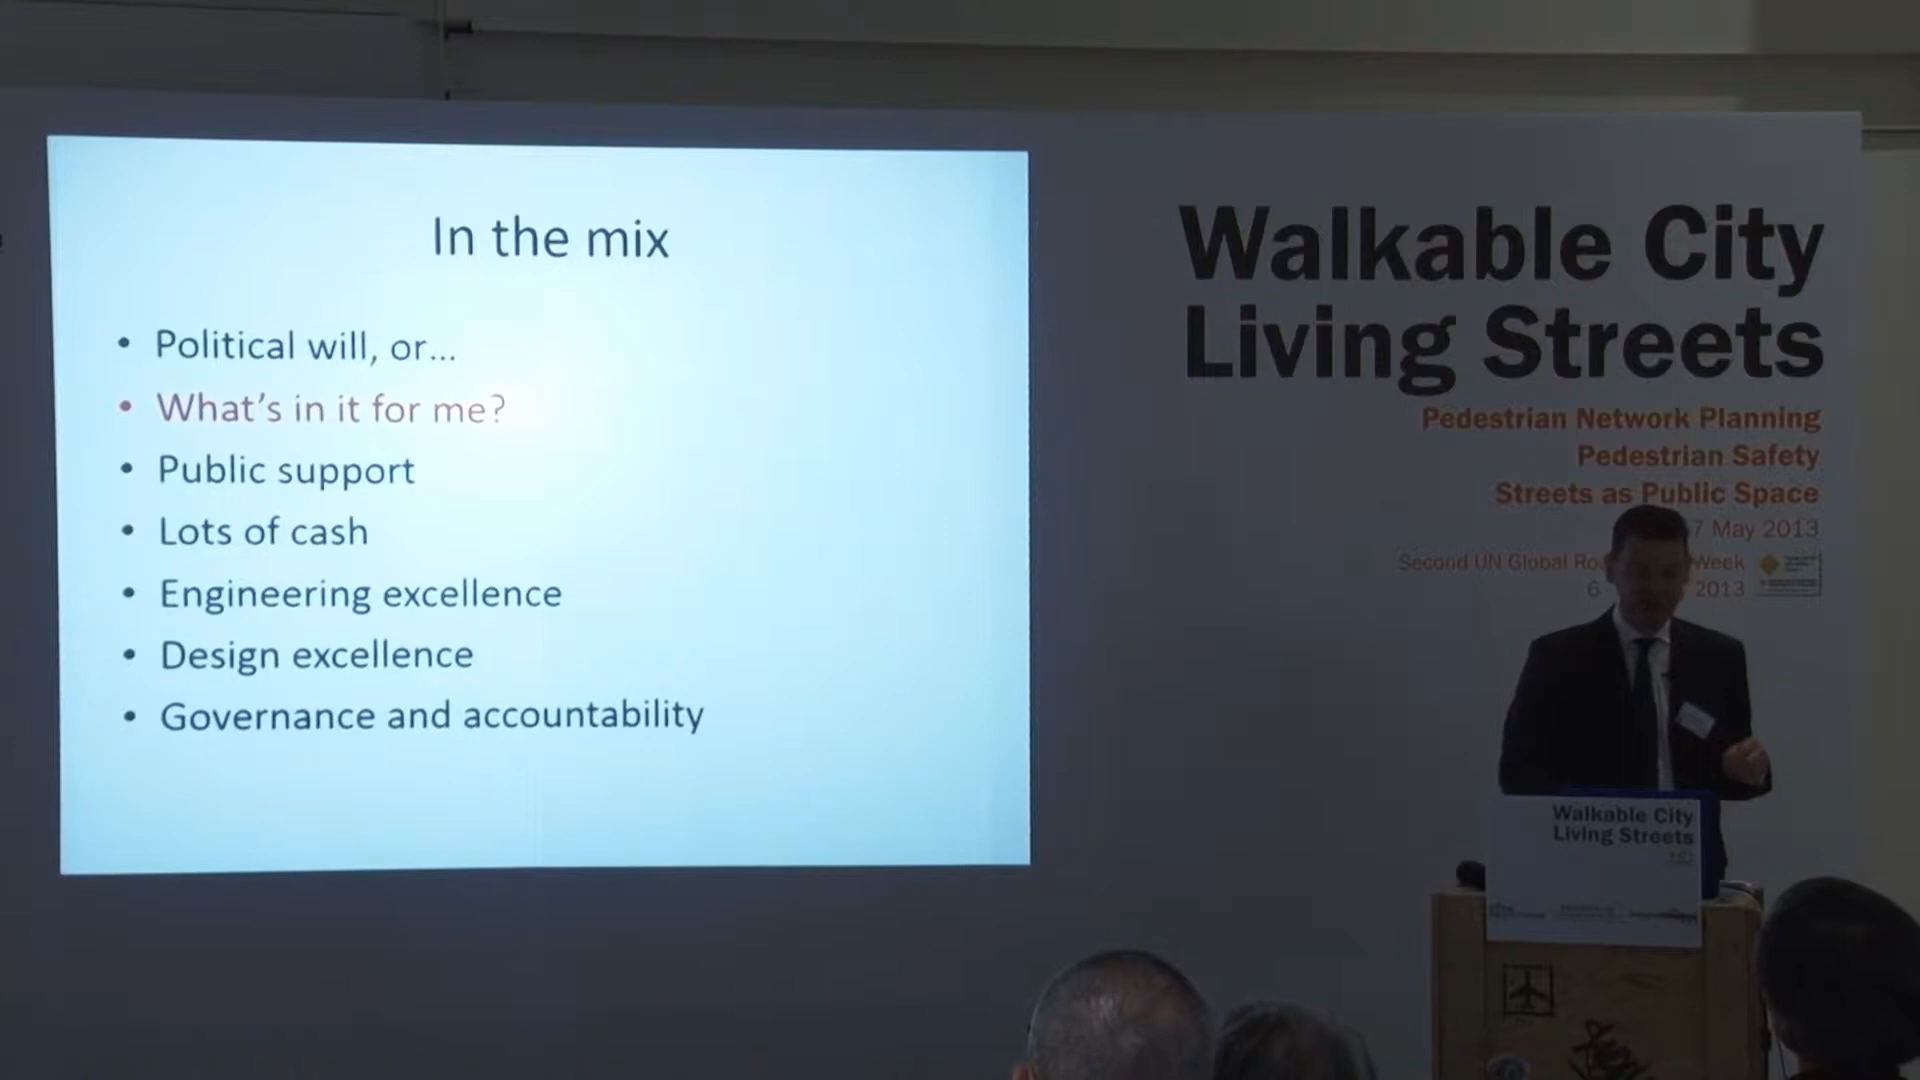 In the mix
• Political will, or...
• What's in it for me?
• Public support
• Lots of cash
• Engineering excellence
• Design excellence
• Governance and accountability
Walkable City
Living Streets
Pedestrian Network Planning
Pedestrian Safety
Streets as Public Space
7 May 2013
Second UN Global Week
6 2013
Walkable City
Living Streets